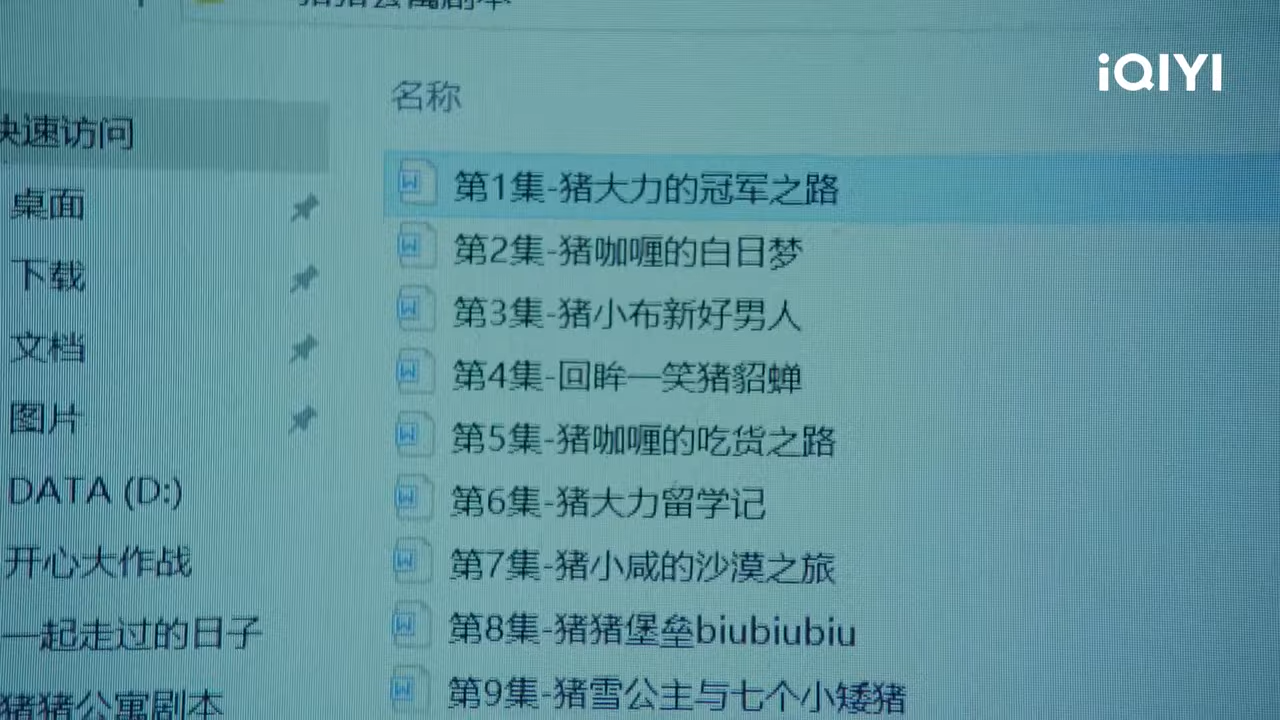 猪猪公寓剧本
iQIYI
名称
快速访问
桌面
下载
文档
图片
DATA (D:)
开心大作战
一起走过的日子
猪猪公寓剧本
第1集-猪大力的冠军之路
第2集-猪咖喱的白日梦
第3集-猪小布新好男人
第4集-回眸一笑猪貂蝉
第5集-猪咖喱的吃货之路
第6集-猪大力留学记
第7集-猪小咸的沙漠之旅
第8集-猪猪堡垒biubiubiu
第9集-猪雪公主与七个小矮猪